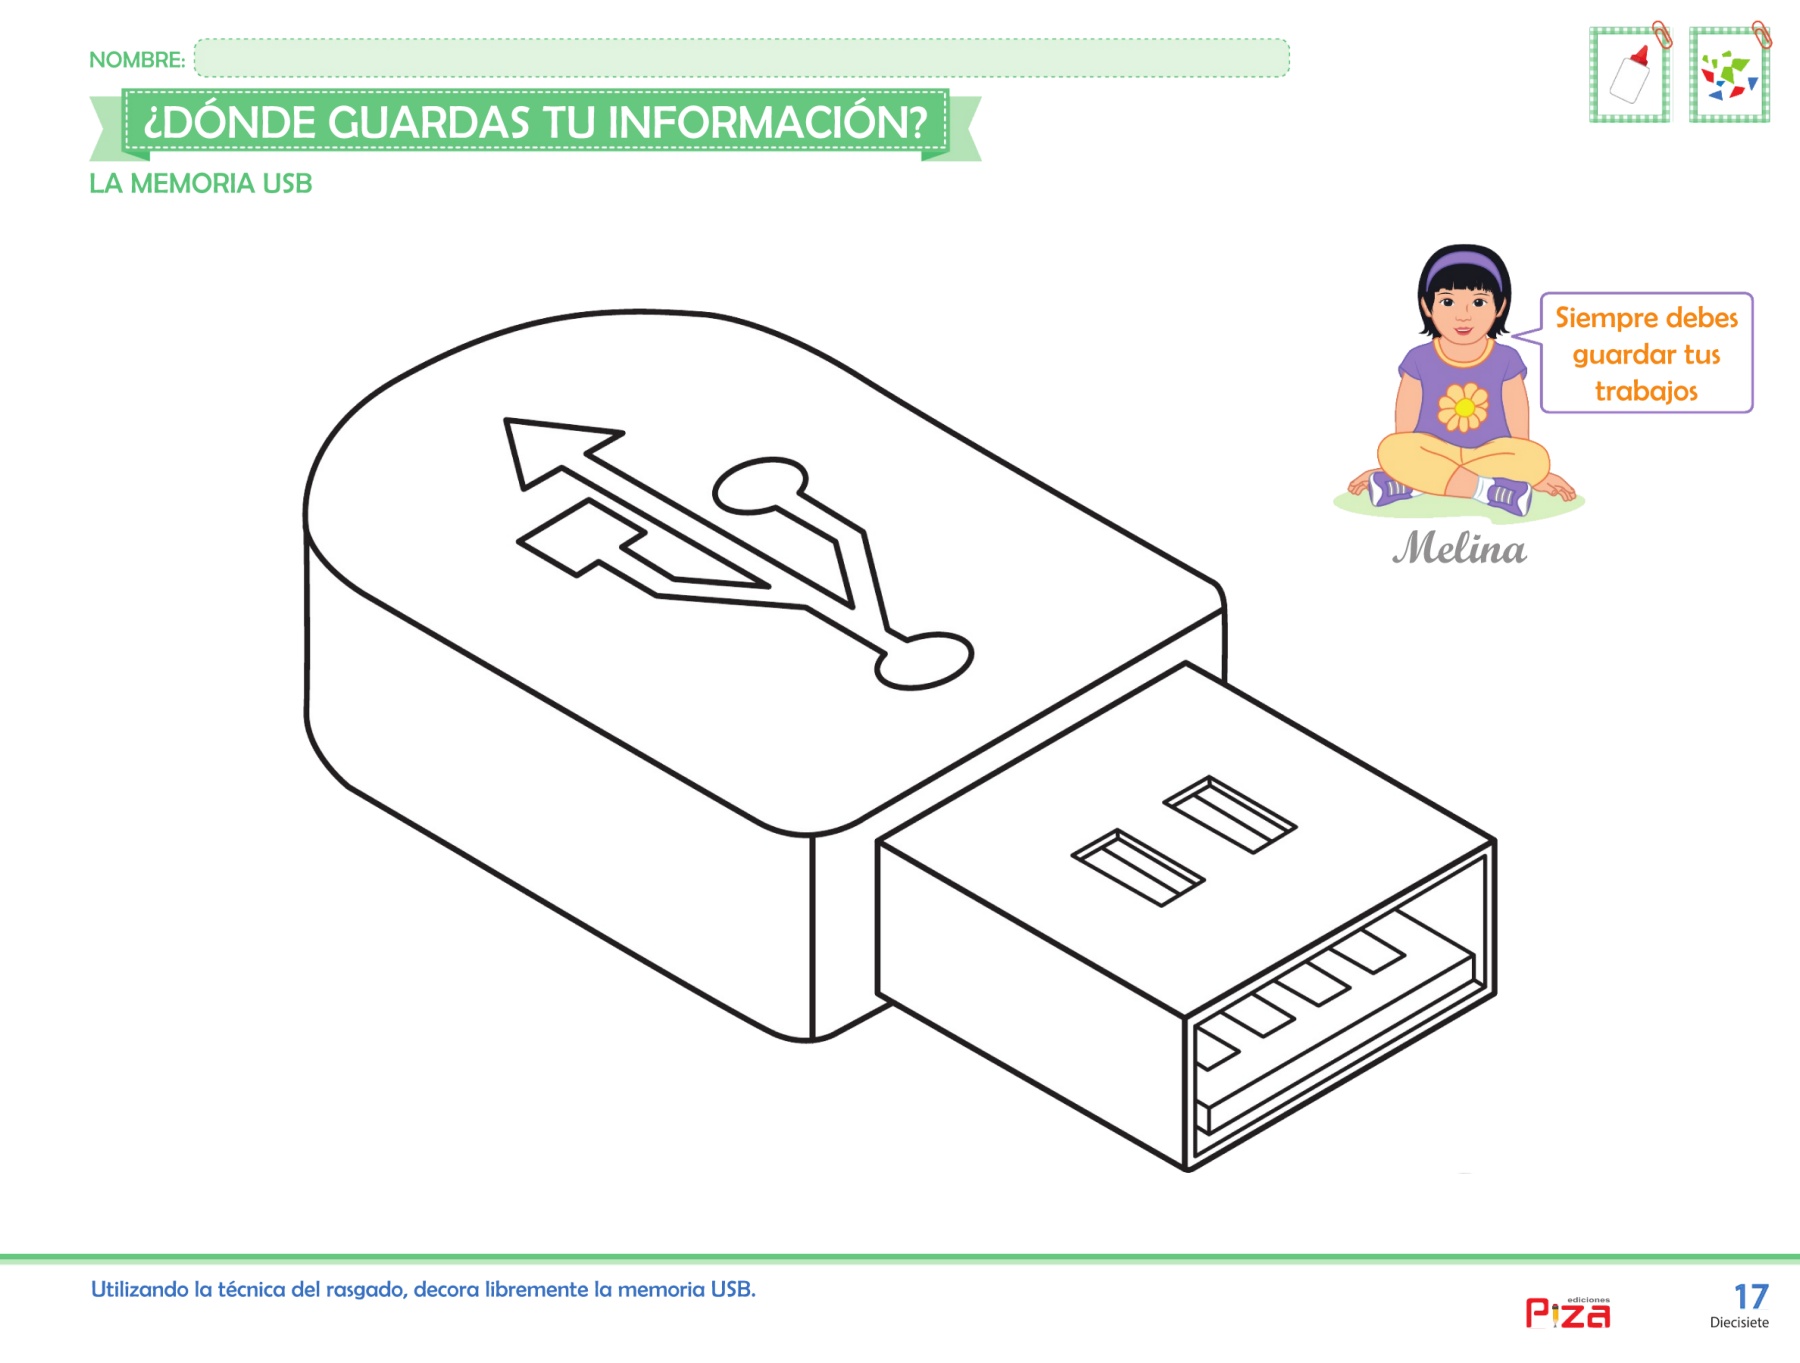 NOMBRE:
¿DÓNDE GUARDAS TU INFORMACIÓN?
LA MEMORIA USB
Siempre debes
guardar tus
trabajos
Melina
Utilizando la técnica del rasgado, decora libremente la memoria USB.
ediciones
Piza
17
Diecisiete